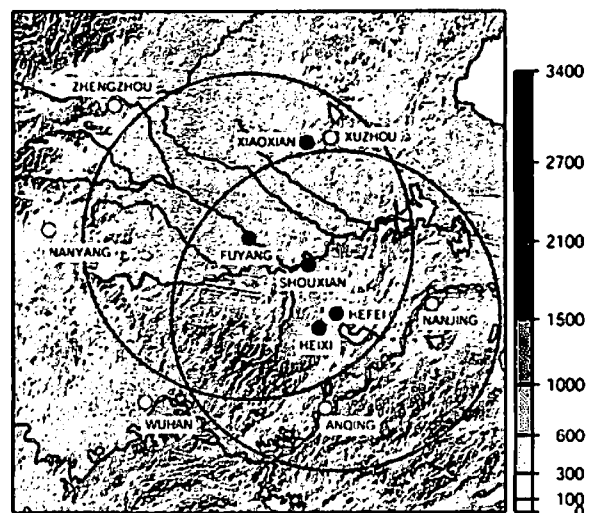 ZHENGZHOU
XIAOXIAN
XUZHOU
NANYANG
FUYANG
SHOUXIAN
HEFEI
NANJING
HEIXI
WUHAN
ANQING
3400
2700
2100
1500
1000
600
300
100
0